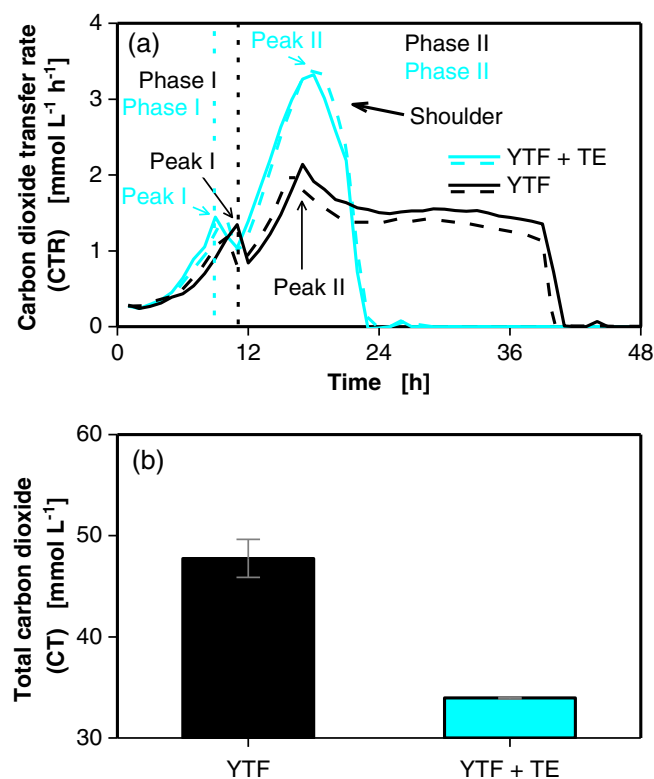 (a)
Peak II
Phase II
Phase II
Phase I
Phase I
Shoulder
Peak I
Peak I
Peak II
YTF + TE
YTF
Carbon dioxide transfer rate
(CTR) [mmol L-1 h-1]
4
3
2
1
0
0
12
24
36
48
Time [h]
(b)
Total carbon dioxide
(CT) [mmol L-1]
60
50
40
30
YTF
YTF + TE